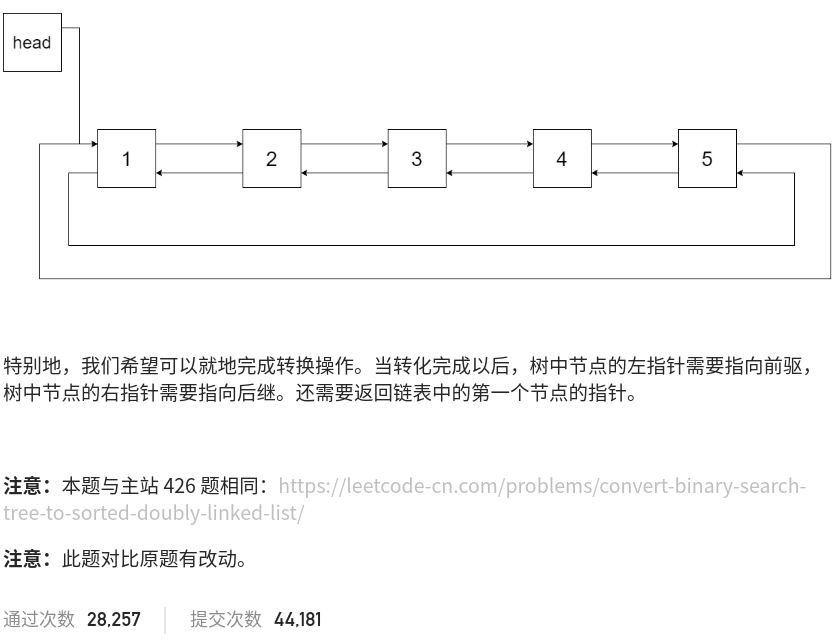 head
1 2 3 4 5
特别地，我们希望可以就地完成转换操作。当转化完成以后，树中节点的左指针需要指向前驱，
树中节点的右指针需要指向后继。还需要返回链表中的第一个节点的指针。
注意：本题与主站 426 题相同：https://leetcode-cn.com/problems/convert-binary-search-
tree-to-sorted-doubly-linked-list/
注意：此题对比原题有改动。
通过次数 28,257 提交次数 44,181